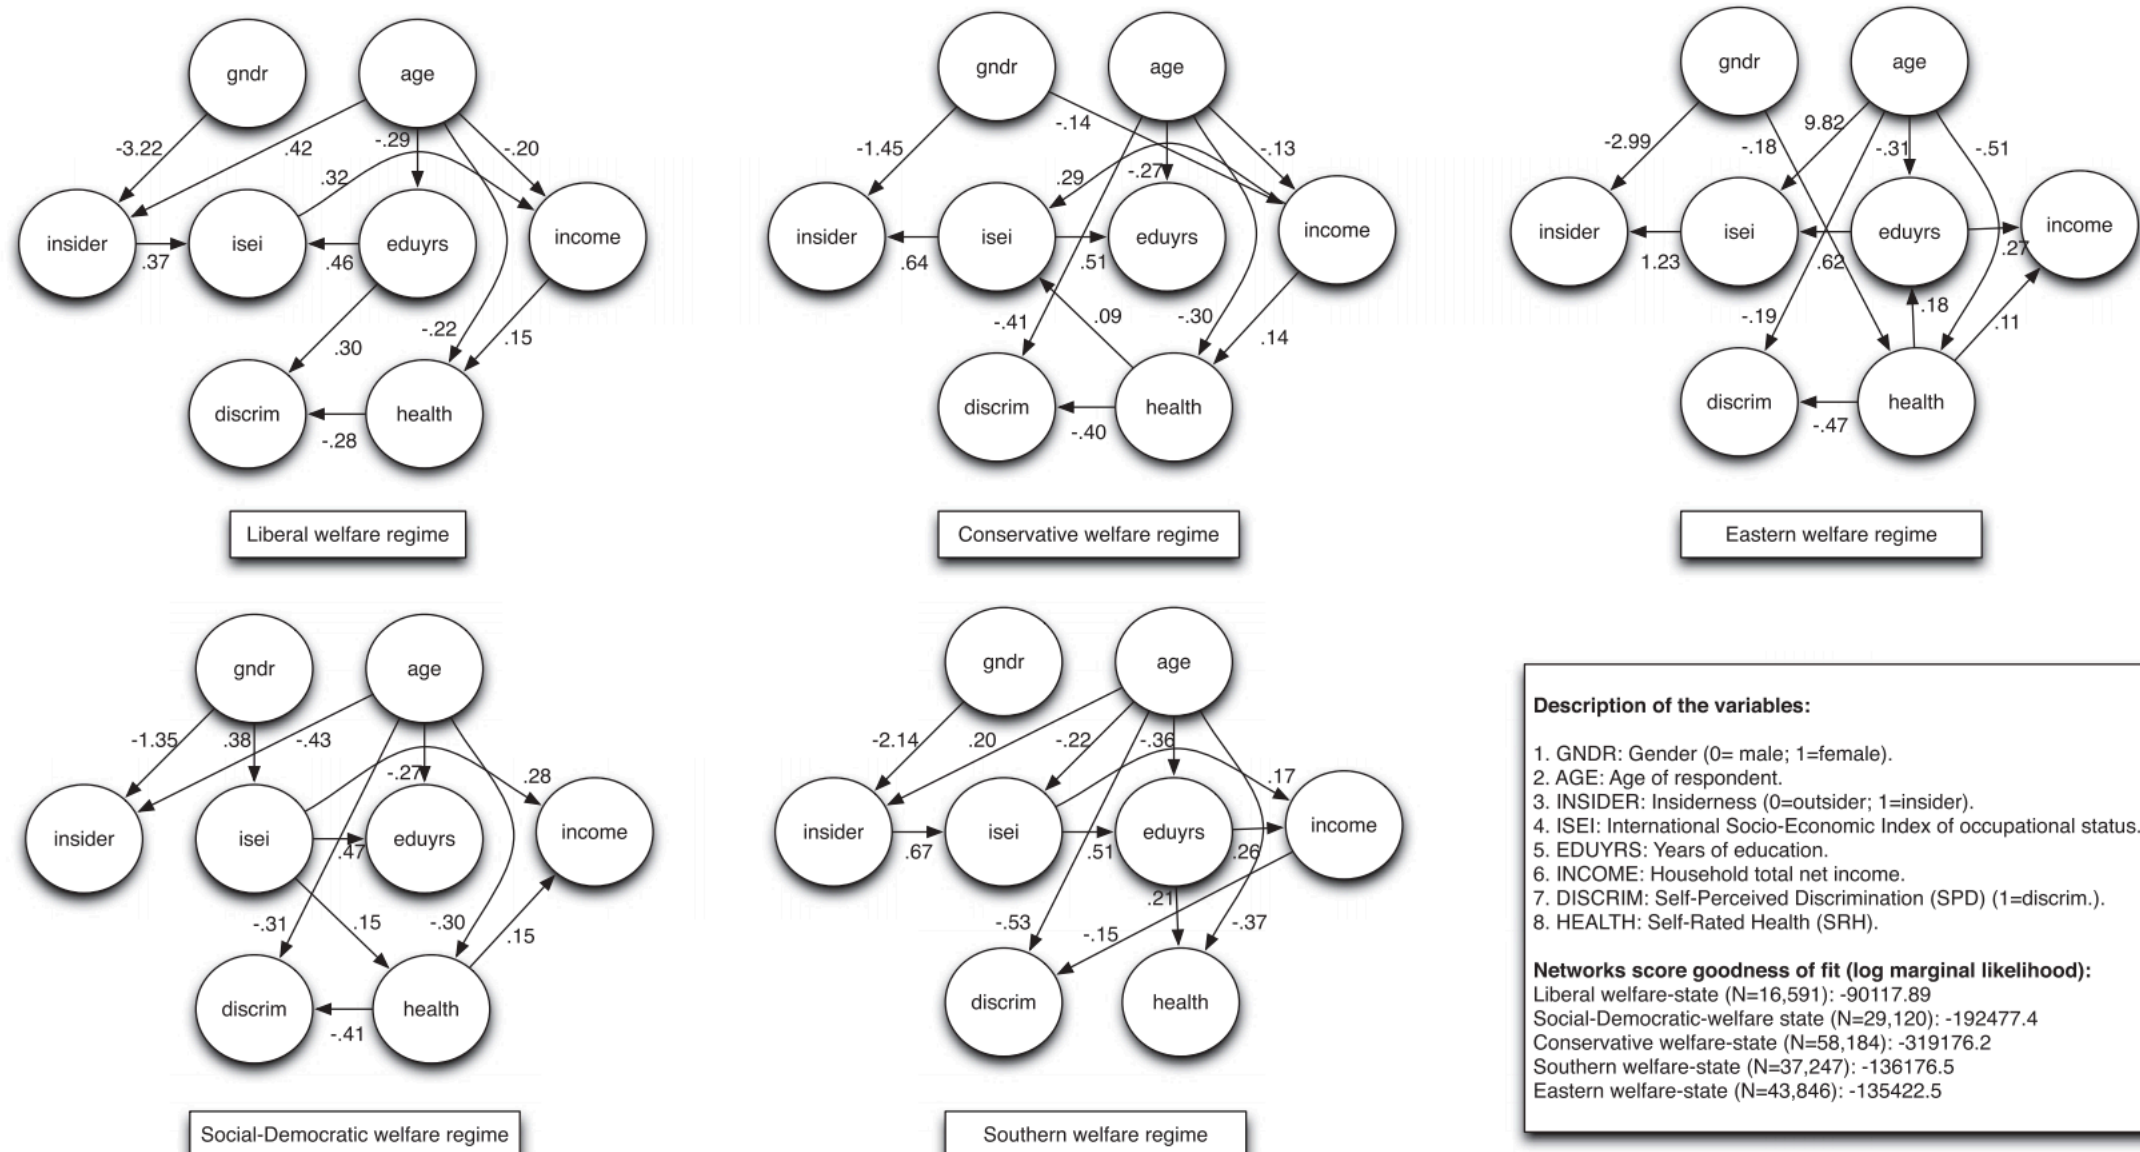 gndr
age
-3.22
.42
-.29
-.20
.32
insider
isei
eduyrs
income
.37
.46
-.22
.15
.30
discrim
health
-.28
Liberal welfare regime
gndr
age
-.14
-1.45
-.13
.29
-.27
insider
isei
eduyrs
income
.64
.51
-.41
.09
-.30
.14
discrim
health
-.40
Conservative welfare regime
gndr
age
9.82
-2.99
-.18
-.31
-.51
insider
isei
eduyrs
income
1.23
.62
.27
-.19
.18
.11
discrim
health
-.47
Eastern welfare regime
gndr
age
-1.35
.38
-.43
-.27
.28
insider
isei
eduyrs
income
.47
-.31
.15
-.30
.15
discrim
health
-.41
Social-Democratic welfare regime
gndr
age
-2.14
.20
-.22
-.36
.17
insider
isei
eduyrs
income
.67
.51
.26
.21
-.53
-.15
-.37
discrim
health
Southern welfare regime
Description of the variables:
1. GNDR: Gender (0= male; 1=female).
2. AGE: Age of respondent.
3. INSIDER: Insiderness (0=outsider; 1=insider).
4. ISEI: International Socio-Economic Index of occupational status.
5. EDUYRS: Years of education.
6. INCOME: Household total net income.
7. DISCRIM: Self-Perceived Discrimination (SPD) (1=discrim.).
8. HEALTH: Self-Rated Health (SRH).
Networks score goodness of fit (log marginal likelihood):
Liberal welfare-state (N=16,591): -90117.89
Social-Democratic-welfare state (N=29,120): -192477.4
Conservative welfare-state (N=58,184): -319176.2
Southern welfare-state (N=37,247): -136176.5
Eastern welfare-state (N=43,846): -135422.5